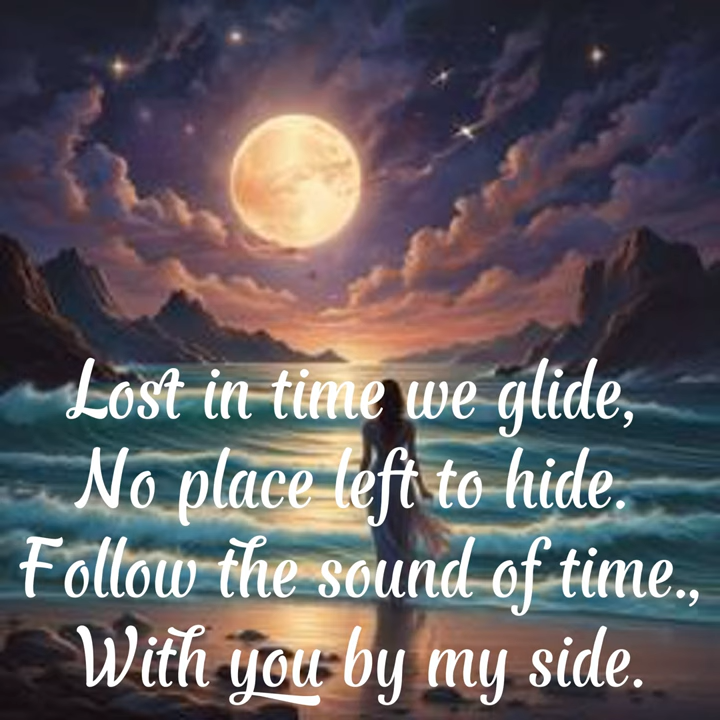 Lost in time we glide,
No place left to hide.
Follow the sound of time.,
With you by my side.